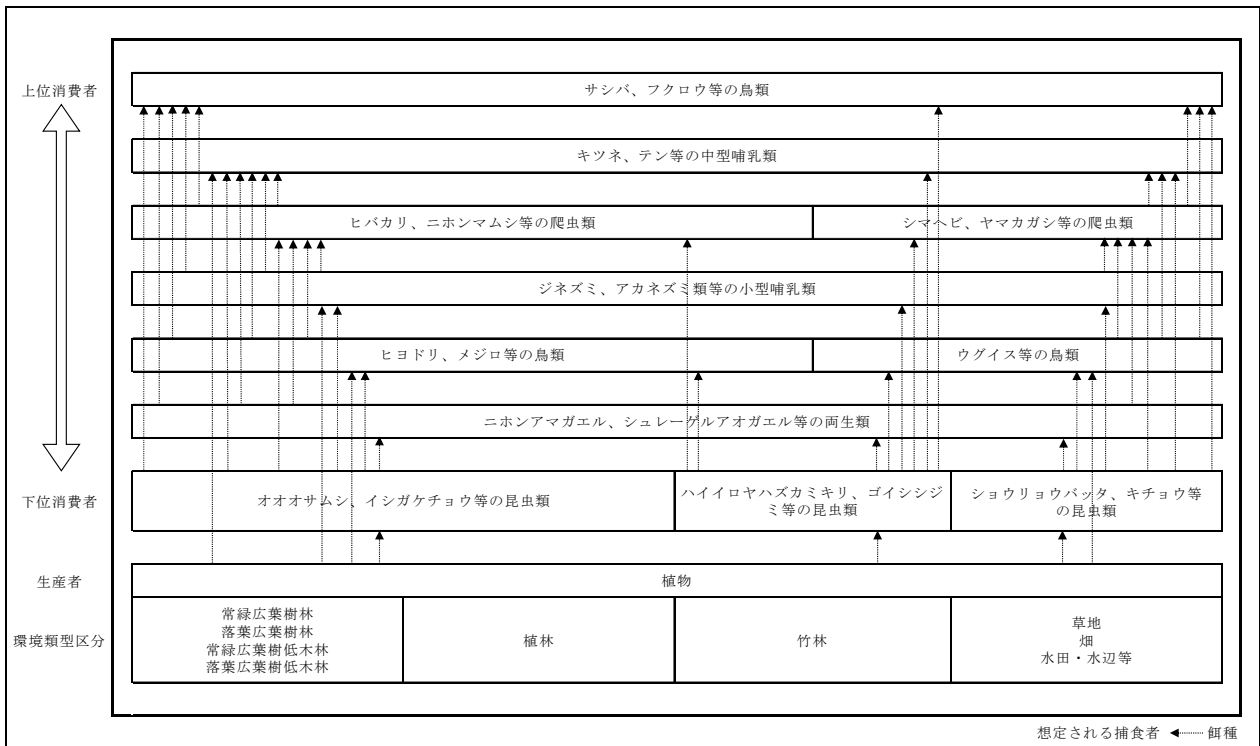 上位消費者
サシバ、フクロウ等の鳥類
キツネ、テン等の中型哺乳類
ヒバカリ、ニホンマムシ等の爬虫類
シマヘビ、ヤマカガシ等の爬虫類
ジネズミ、アカネズミ類等の小型哺乳類
ヒヨドリ、メジロ等の鳥類
ウグイス等の鳥類
ニホンアマガエル、シュレーゲルアオガエル等の両生類
下位消費者
オオオサムシ、イシガケチョウ等の昆虫類
ハイイロヤハズカミキリ、ゴイシシジ
ミ等の昆虫類
ショウリョウバッタ、キチョウ等
の昆虫類
生産者
植物
環境類型区分
常緑広葉樹林
落葉広葉樹林
常緑広葉樹低木林
落葉広葉樹低木林
植林
竹林
草地
畑
水田・水辺等
想定される捕食者 餌種